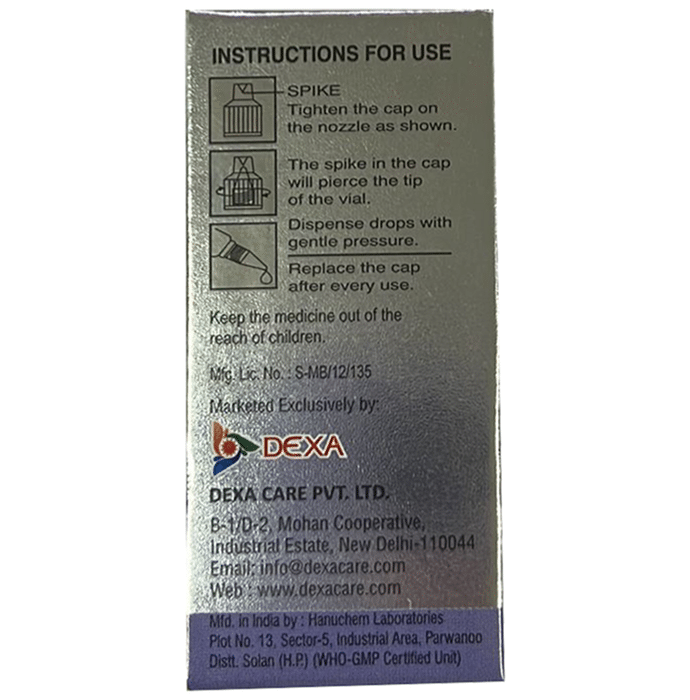 INSTRUCTIONS FOR USE
SPIKE
Tighten the cap on
the nozzle as shown.
The spike in the cap
will pierce the tip
of the vial.
Dispense drops with
gentle pressure.
Replace the cap
after every use.
Keep the medicine out of the
reach of children.
Mfg. Lic. No. : S-MB/12/135
Marketed Exclusively by:
DEXA
DEXA CARE PVT. LTD.
B-1/D-2, Mohan Cooperative,
Industrial Estate, New Delhi-110044
Email: info@dexacare.com
Web : www.dexacare.com
Mfd. in India by : Hanuchem Laboratories
Plot No. 13, Sector-5, Industrial Area, Parwanoo
Distt. Solan (H.P.) (WHO-GMP Certified Unit)